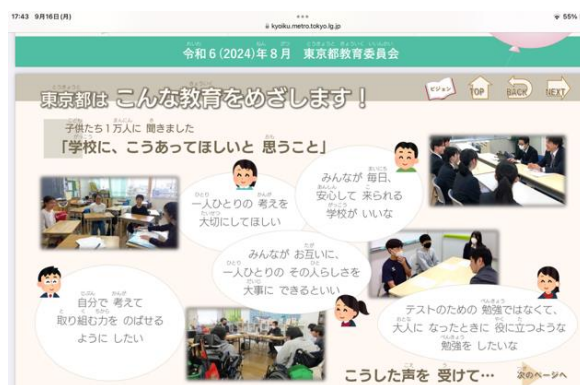 17:43 9月16日(月)
55%
kyoiku.metro.tokyo.lg.jp
令和6(2024)年8月 東京都教育委員会
東京都は こんな教育をめざします!
ビジョン TOP BACK NEXT
子供たち1万人に 聞きました
「学校に、こうあってほしいと 思うこと」
一人ひとりの 考えを
大切にしてほしい
みんなが 毎日、
安心して 来られる
学校が いいな
みんなが お互いに、
一人ひとりの その人らしさを
大事に できるといい
自分で 考えて
取り組む力を のばせる
ように したい
テストのための 勉強ではなくて、
大人に なったときに 役に立つような
勉強を したいな
こうした声を 受けて…
次のページへ